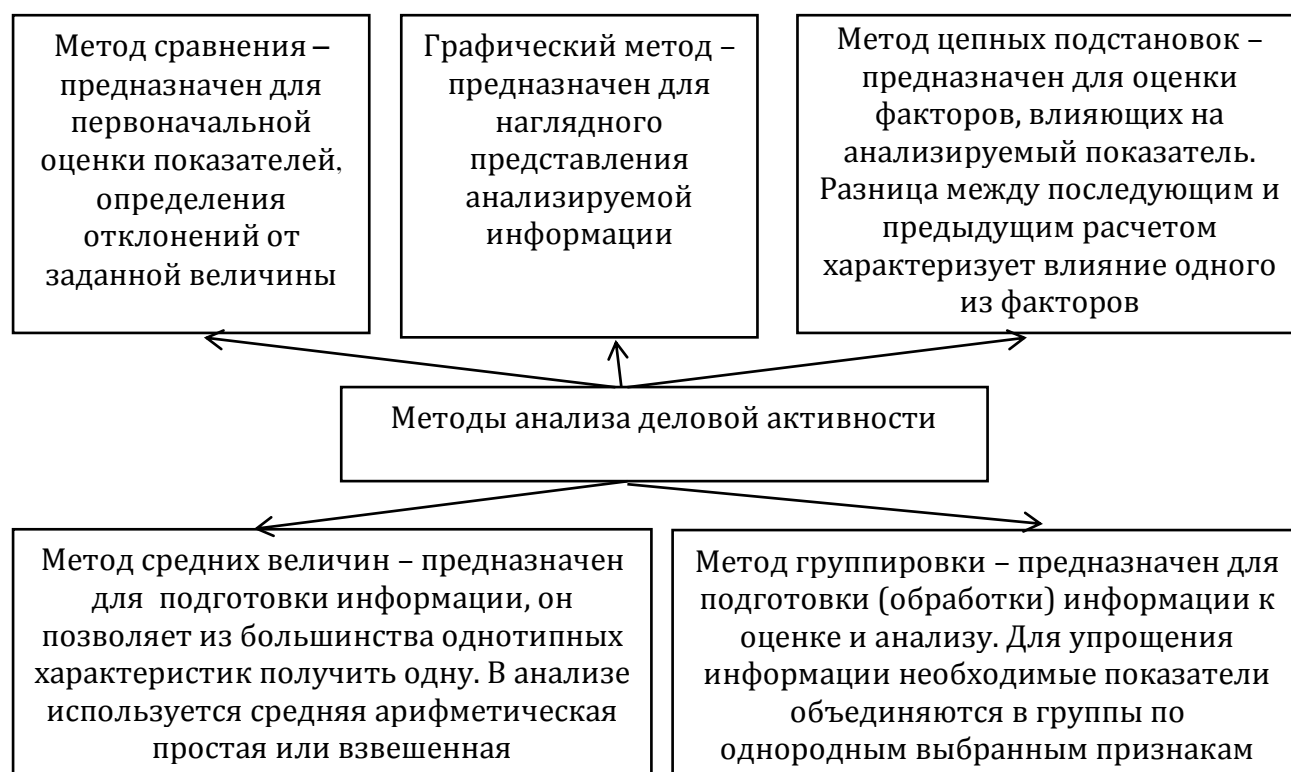 Метод сравнения –
предназначен для
первоначальной
оценки показателей,
определения
отклонений от
заданной величины
Графический метод –
предназначен для
наглядного
представления
анализируемой
информации
Метод цепных подстановок –
предназначен для оценки
факторов, влияющих на
анализируемый показатель.
Разница между последующим и
предыдущим расчетом
характеризует влияние одного
из факторов
Методы анализа деловой активности
Метод средних величин – предназначен
для подготовки информации, он
позволяет из большинства однотипных
характеристик получить одну. В анализе
используется средняя арифметическая
простая или взвешенная
Метод группировки – предназначен для
подготовки (обработки) информации к
оценке и анализу. Для упрощения
информации необходимые показатели
объединяются в группы по
однородным выбранным признакам